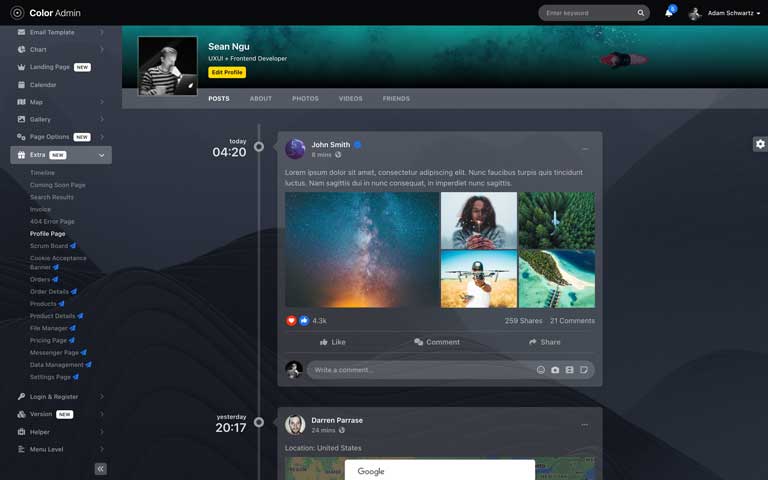 Color Admin
Enter keyword
5
Adam Schwartz
Email Template
Chart
Landing Page NEW
Calendar
Map
Gallery
Page Options NEW
Extra NEW
Timeline
Coming Soon Page
Search Results
Invoice
404 Error Page
Profile Page
Scrum Board
Cookie Acceptance
Banner
Orders
Order Details
Products
Product Details
File Manager
Pricing Page
Messenger Page
Data Management
Settings Page
Login & Register
Version NEW
Helper
Menu Level
Sean Ngu
UXUI + Frontend Developer
Edit Profile
POSTS ABOUT PHOTOS VIDEOS FRIENDS
today
04:20
John Smith
8 mins
Lorem ipsum dolor sit amet, consectetur adipiscing elit. Nunc faucibus turpis quis tincidunt
luctus. Nam sagittis dui in nunc consequat, in imperdiet nunc sagittis.
4.3k
259 Shares 21 Comments
Like Comment Share
Write a comment...
yesterday
20:17
Darren Parrase
24 mins
Location: United States
Google